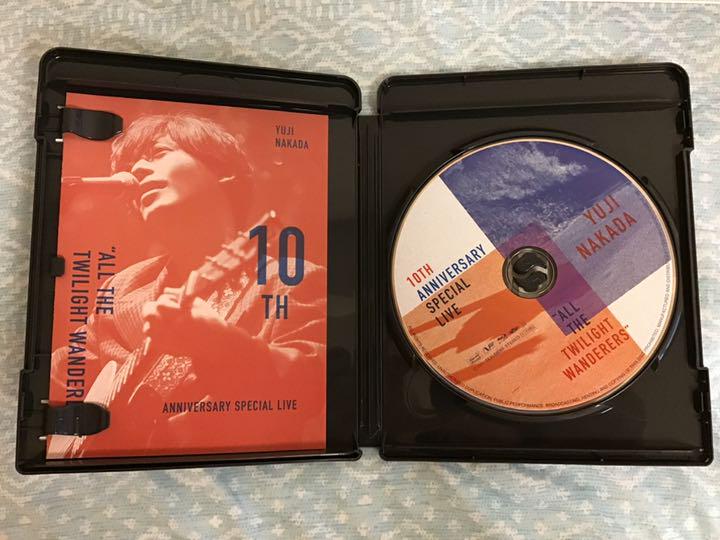 YUJI
NAKADA
10
TH
"ALL THE
TWILIGHT WANDER
ANNIVERSARY SPECIAL LIVE
YUJI
NAKADA
10TH
ANNIVERSARY
SPECIAL
LIVE
"ALL
THE
TWILIGHT
WANDERERS"